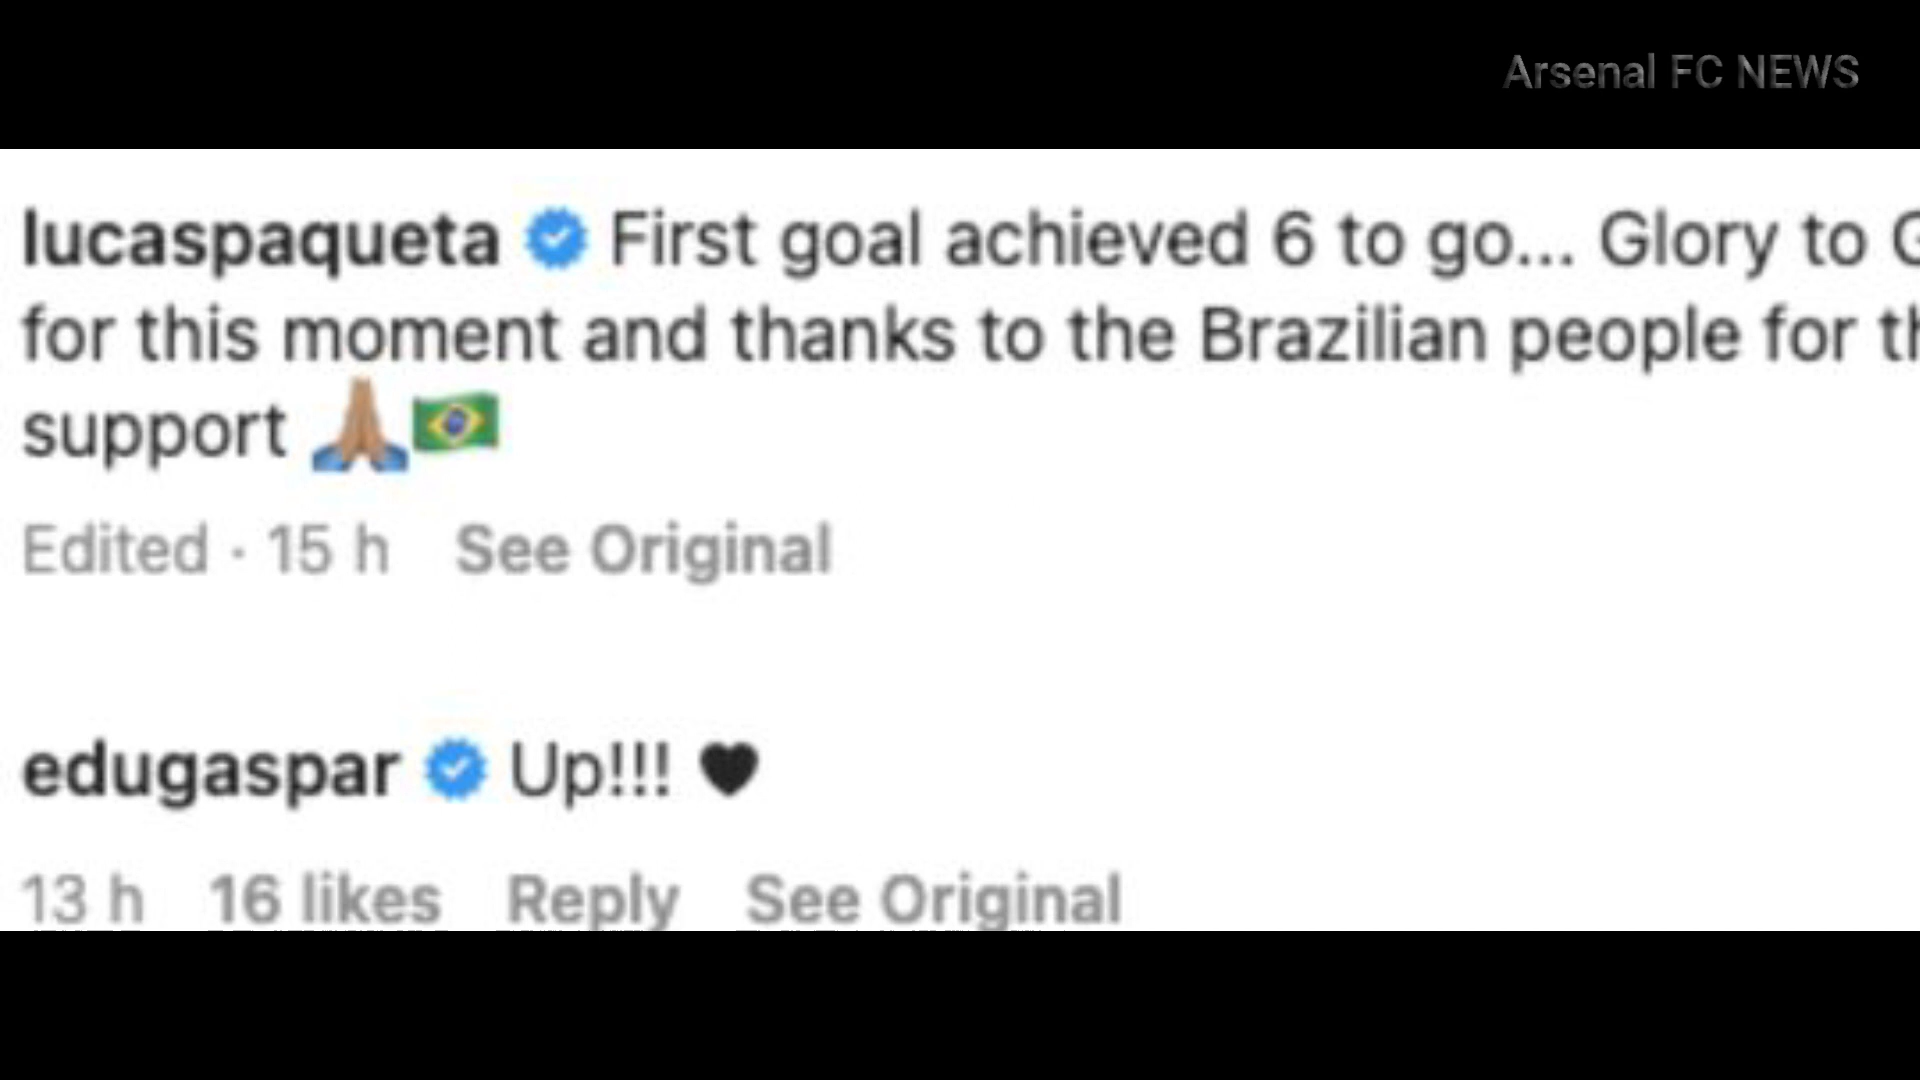 Arsenal FC NEWS
lucaspaqueta First goal achieved 6 to go... Glory to
for this moment and thanks to the Brazilian people for
support 🙏🏽🇧🇷
Edited · 15 h See Original
edugaspar Up!!! 🖤
13 h 16 likes Reply See Original